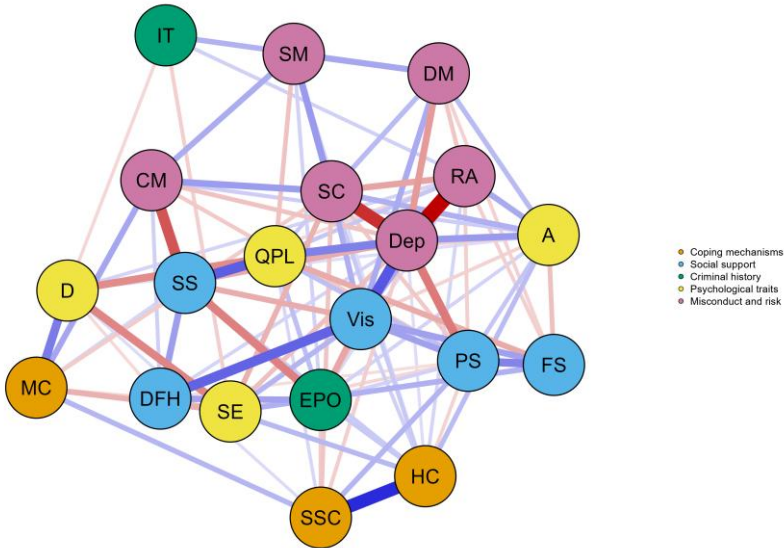 IT
SM
DM
CM
SC
RA
Dep
A
QPL
SS
D
Vis
PS
FS
MC
DFH
SE
EPO
HC
SSC
Coping mechanisms
Social support
Criminal history
Psychological traits
Misconduct and risk